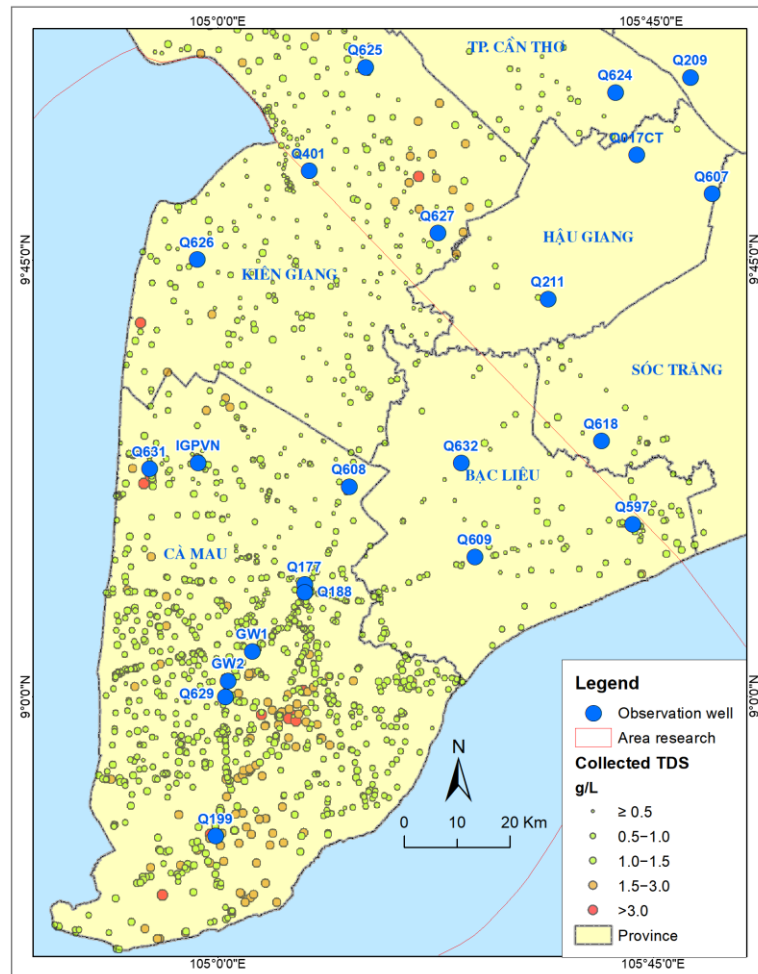 105°0'0"E
105°45'0"E
Q625
TP. CẦN THƠ
Q209
Q624
Q017CT
Q401
Q607
Q627
HẬU GIANG
Q626
KIÊN GIANG
9°45'0"N
9°45'0"N
Q211
SÓC TRĂNG
Q618
Q631
IGPVN
Q632
BẠC LIÊU
Q608
Q597
CÀ MAU
Q609
Q177
Q188
GW1
GW2
Q629
9°0'0"N
9°0'0"N
Q199
N
0 10 20 Km
Legend
Observation well
Area research
Collected TDS
g/L
≥ 0.5
0.5−1.0
1.0−1.5
1.5−3.0
>3.0
Province
105°0'0"E
105°45'0"E